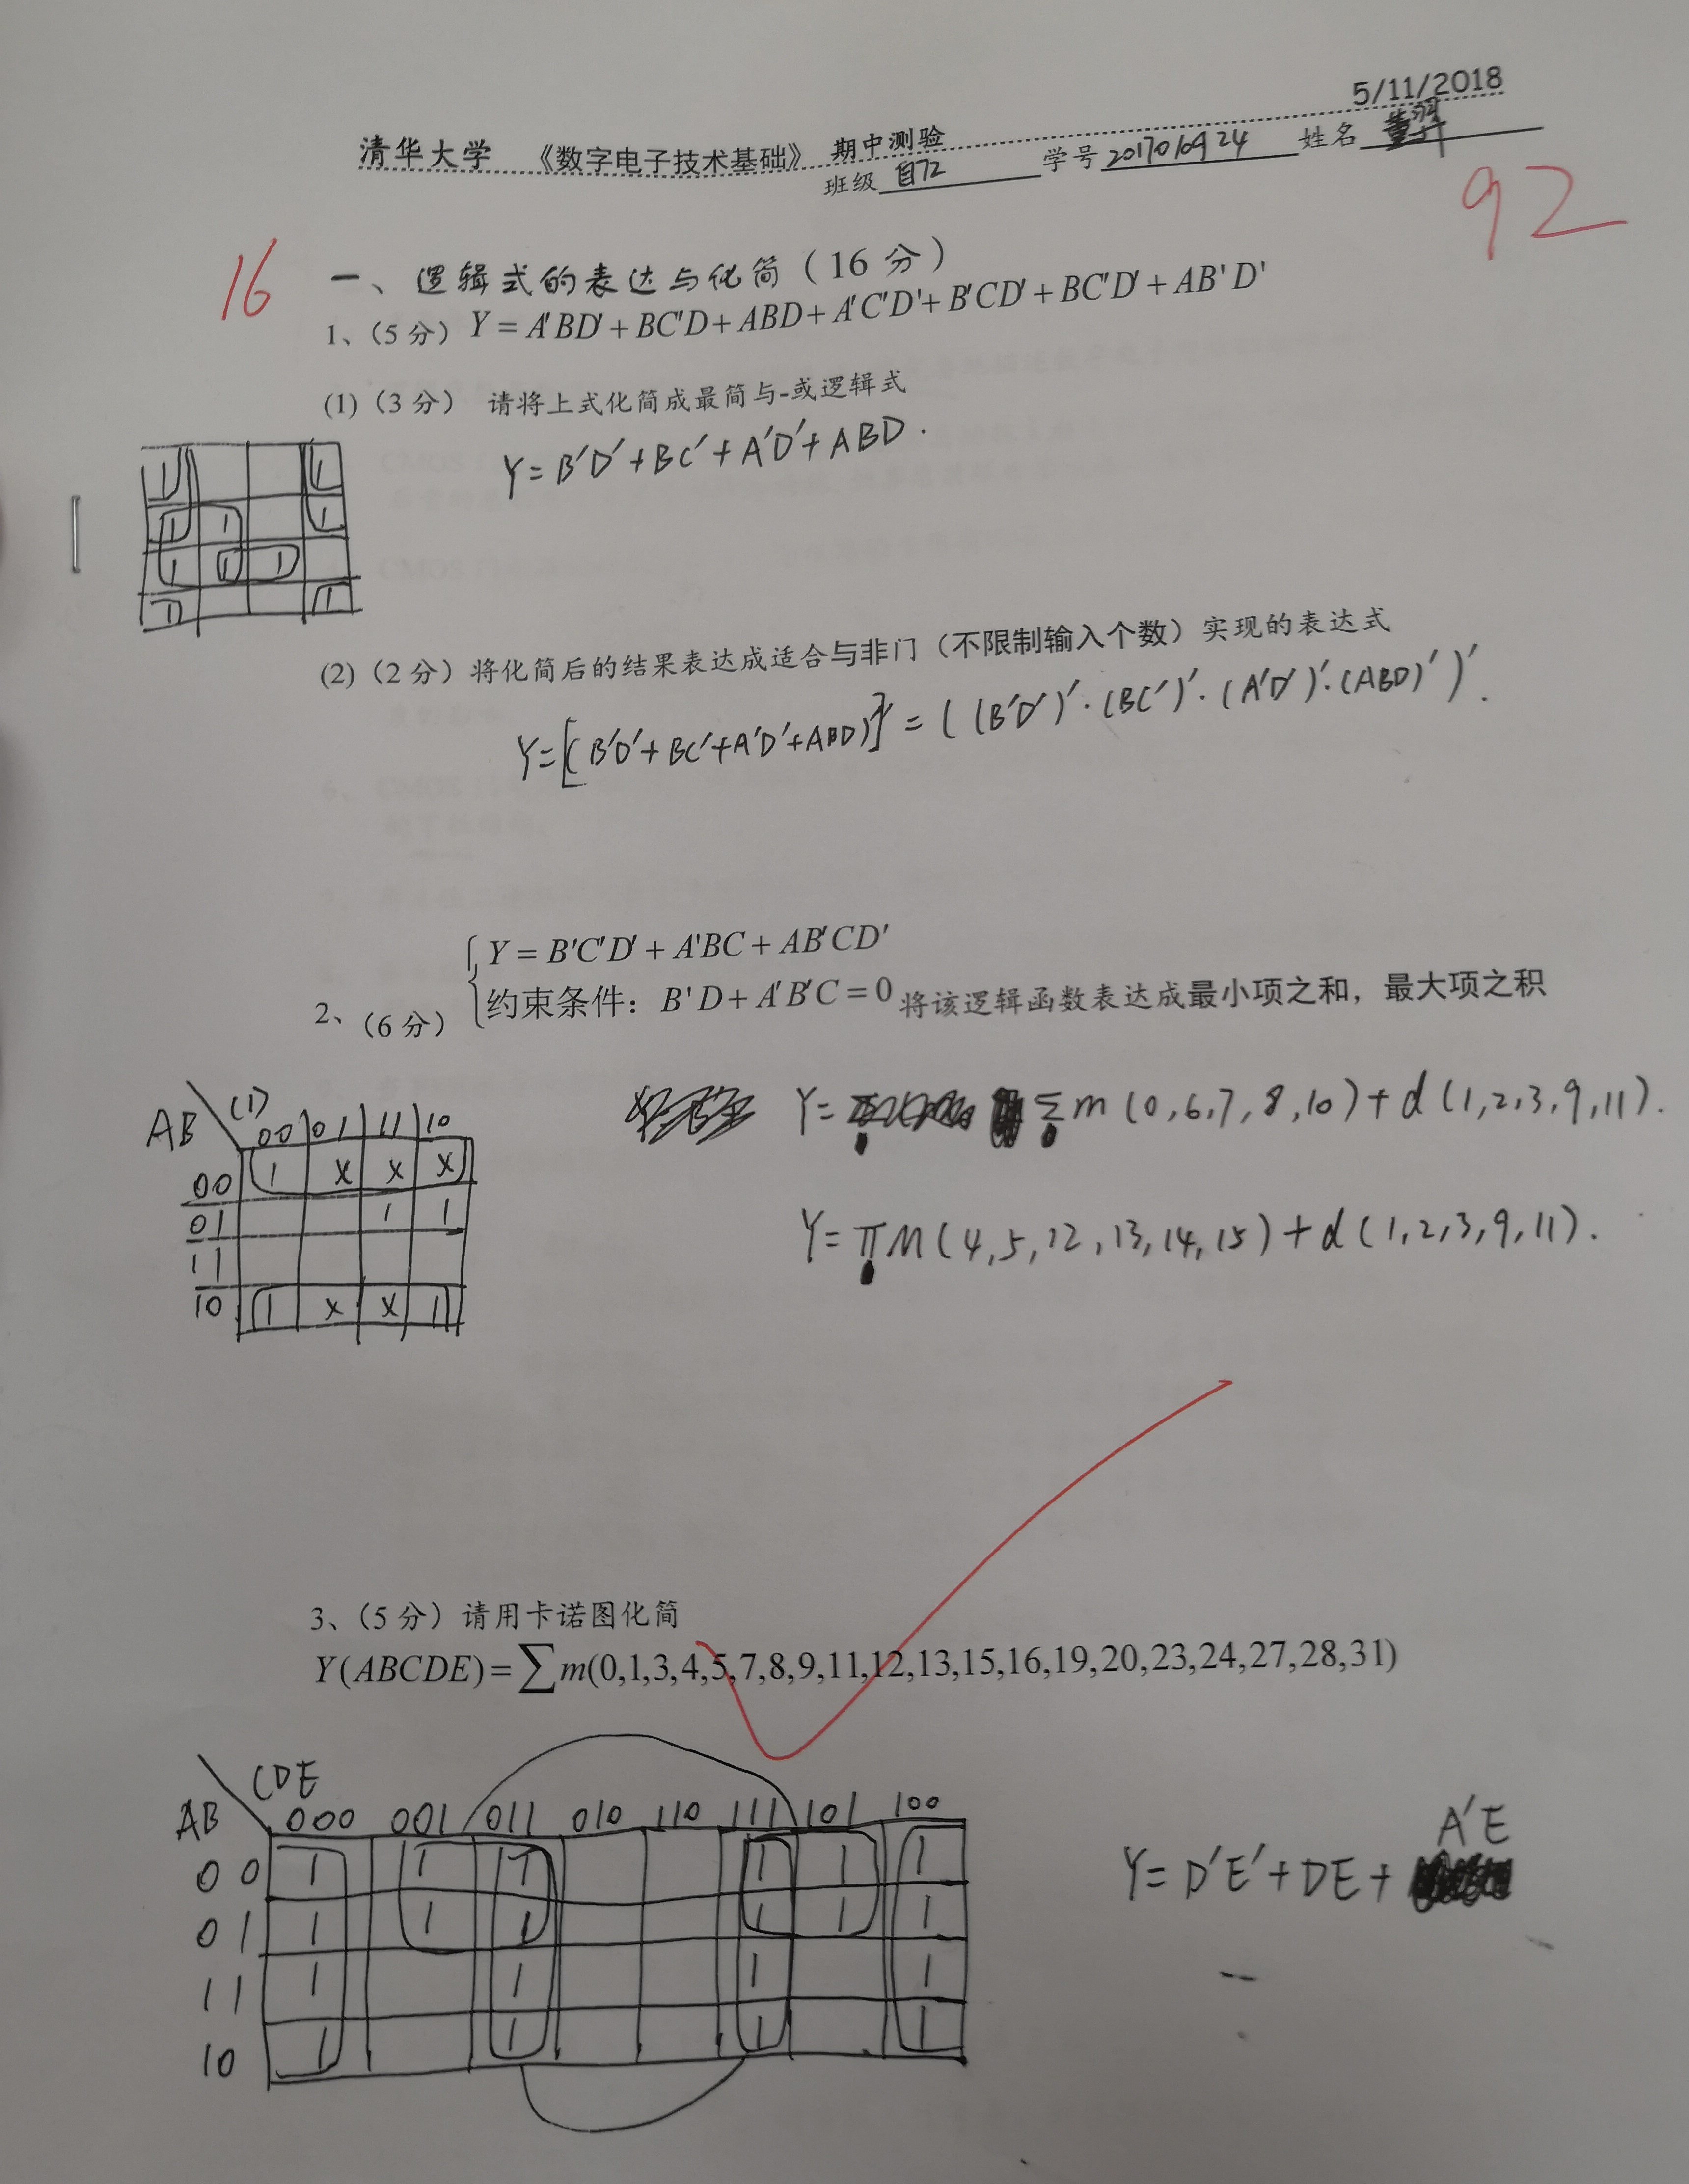 5/11/2018
清华大学 《数字电子技术基础》 期中测验
班级 自72 学号 2017010924 姓名
92
16
一、逻辑式的表达与化简（16 分）
1、（5 分） Y = A'BD' + BC'D + ABD + A'C'D' + B'CD' + BC'D' + AB'D'
(1)（3 分） 请将上式化简成最简与-或逻辑式
Y = B'D' + BC' + A'D' + ABD .
1 1
1 1 1
1 1 1
1 1
(2)（2 分）将化简后的结果表达成适合与非门（不限制输入个数）实现的表达式
Y = [(B'D' + BC' + A'D' + ABD)']' = ((B'D')' · (BC')' · (A'D')' · (ABD)')' .
Y = B'C'D' + A'BC + AB'CD'
2、（6 分） 约束条件：B'D + A'B'C = 0 将该逻辑函数表达成最小项之和，最大项之积
AB CD
00 01 11 10
00 1 x x x
01 1 1
11
10 1 x x 1
Y = Σ m (0,6,7,8,10) + d (1,2,3,9,11).
Y = π M (4,5,12,13,14,15) + d (1,2,3,9,11).
3、（5 分）请用卡诺图化简
Y(ABCDE) = ∑m(0,1,3,4,5,7,8,9,11,12,13,15,16,19,20,23,24,27,28,31)
AB CDE
000 001 011 010 110 111 101 100
00 1 1 1 1 1 1
01 1 1 1 1 1 1
11 1 1 1 1
10 1 1 1 1
Y = D'E' + DE + A'E